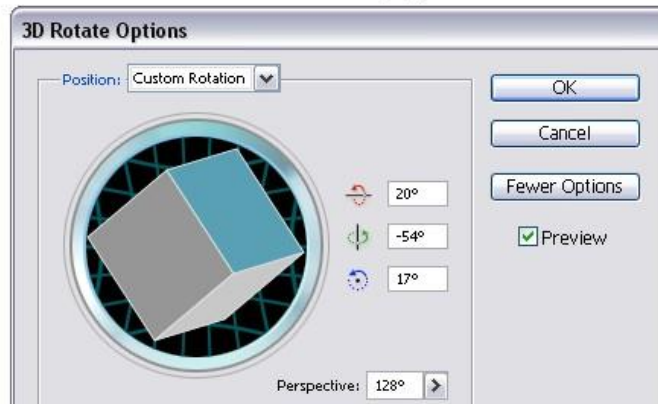 3D Rotate Options
Position: Custom Rotation
OK
Cancel
Fewer Options
Preview
20°
-54°
17°
Perspective: 128°